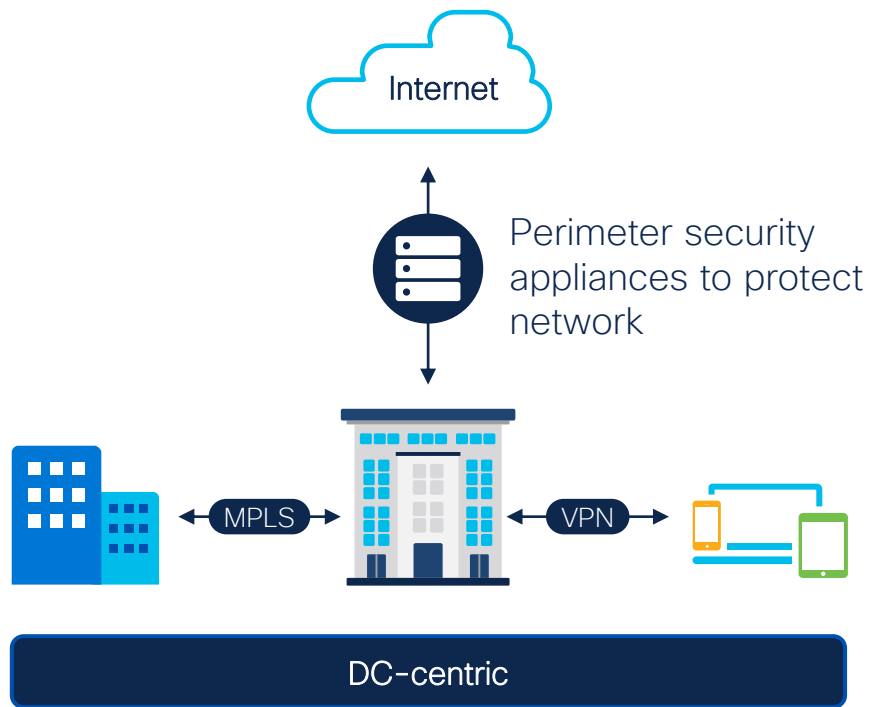 Internet
Perimeter security
appliances to protect
network
MPLS
VPN
DC-centric